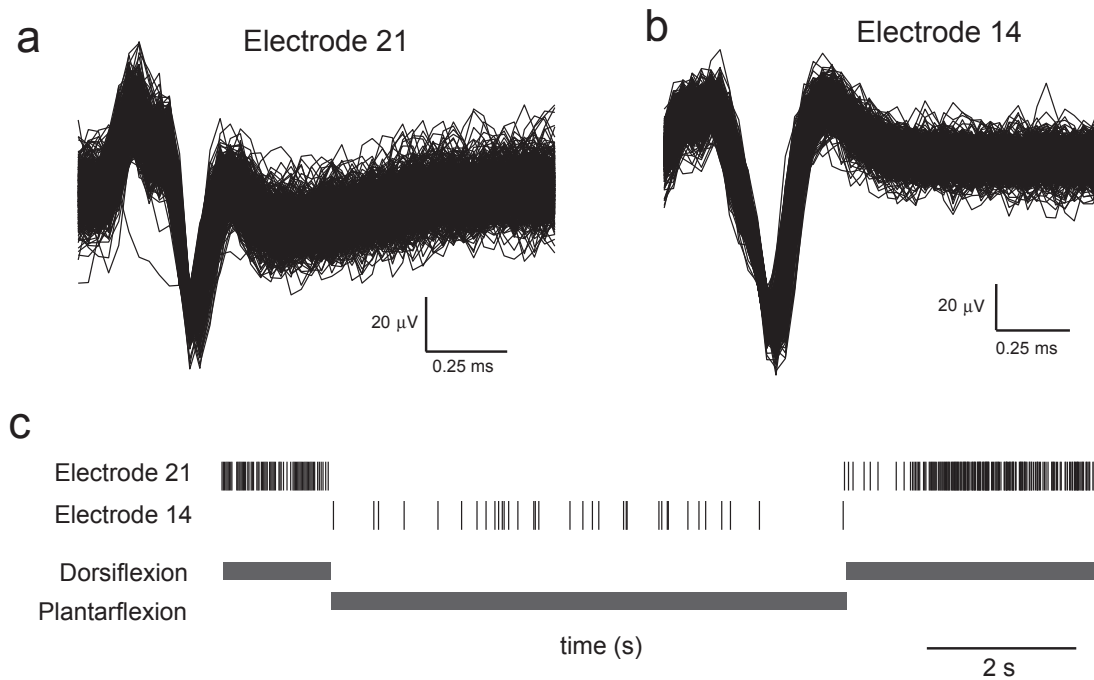 a
Electrode 21
20 μV
0.25 ms
b
Electrode 14
20 μV
0.25 ms
c
Electrode 21
Electrode 14
Dorsiflexion
Plantarflexion
time (s)
2 s